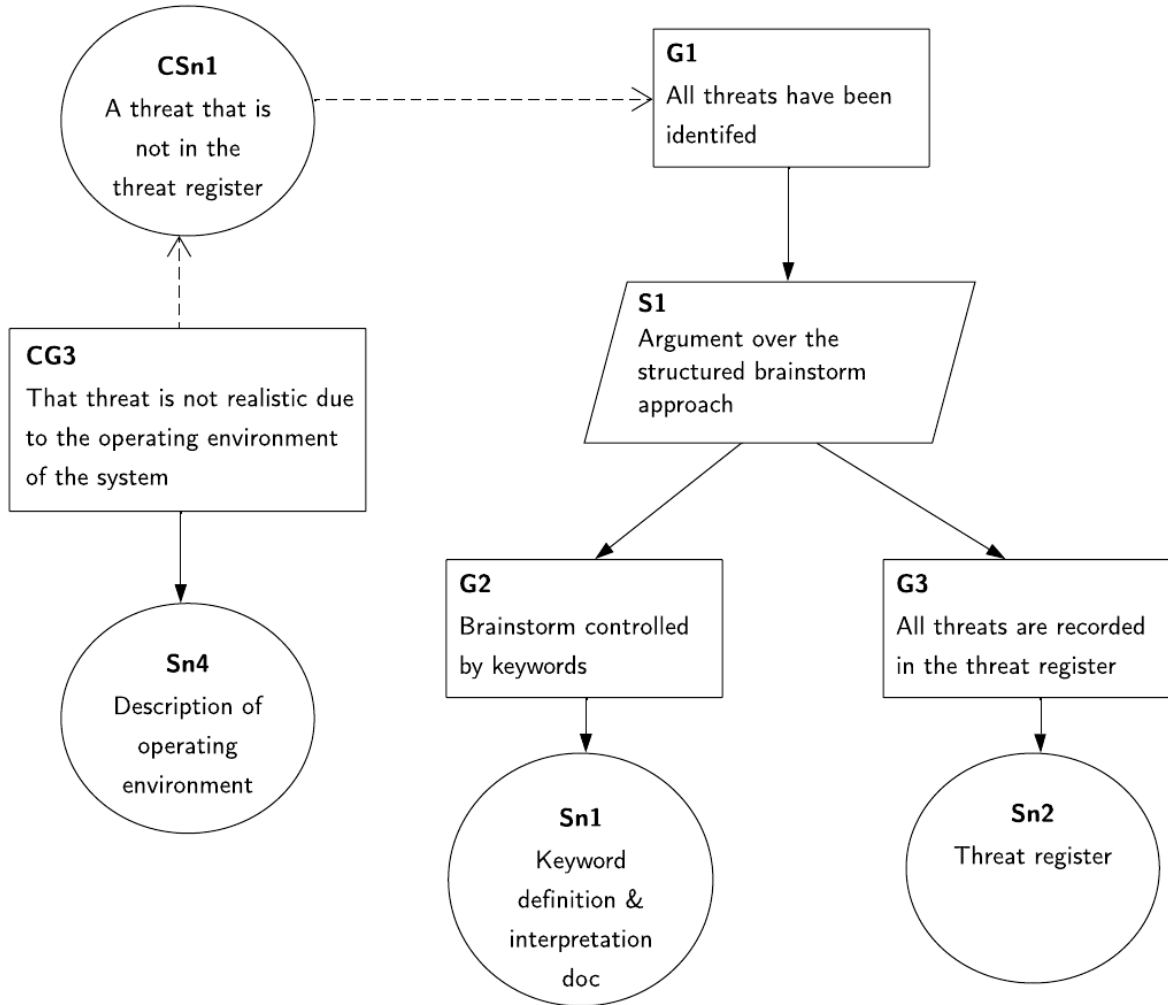 CSn1
A threat that is
not in the
threat register
G1
All threats have been
identifed
S1
Argument over the
structured brainstorm
approach
CG3
That threat is not realistic due
to the operating environment
of the system
G2
Brainstorm controlled
by keywords
G3
All threats are recorded
in the threat register
Sn4
Description of
operating
environment
Sn1
Keyword
definition &
interpretation
doc
Sn2
Threat register